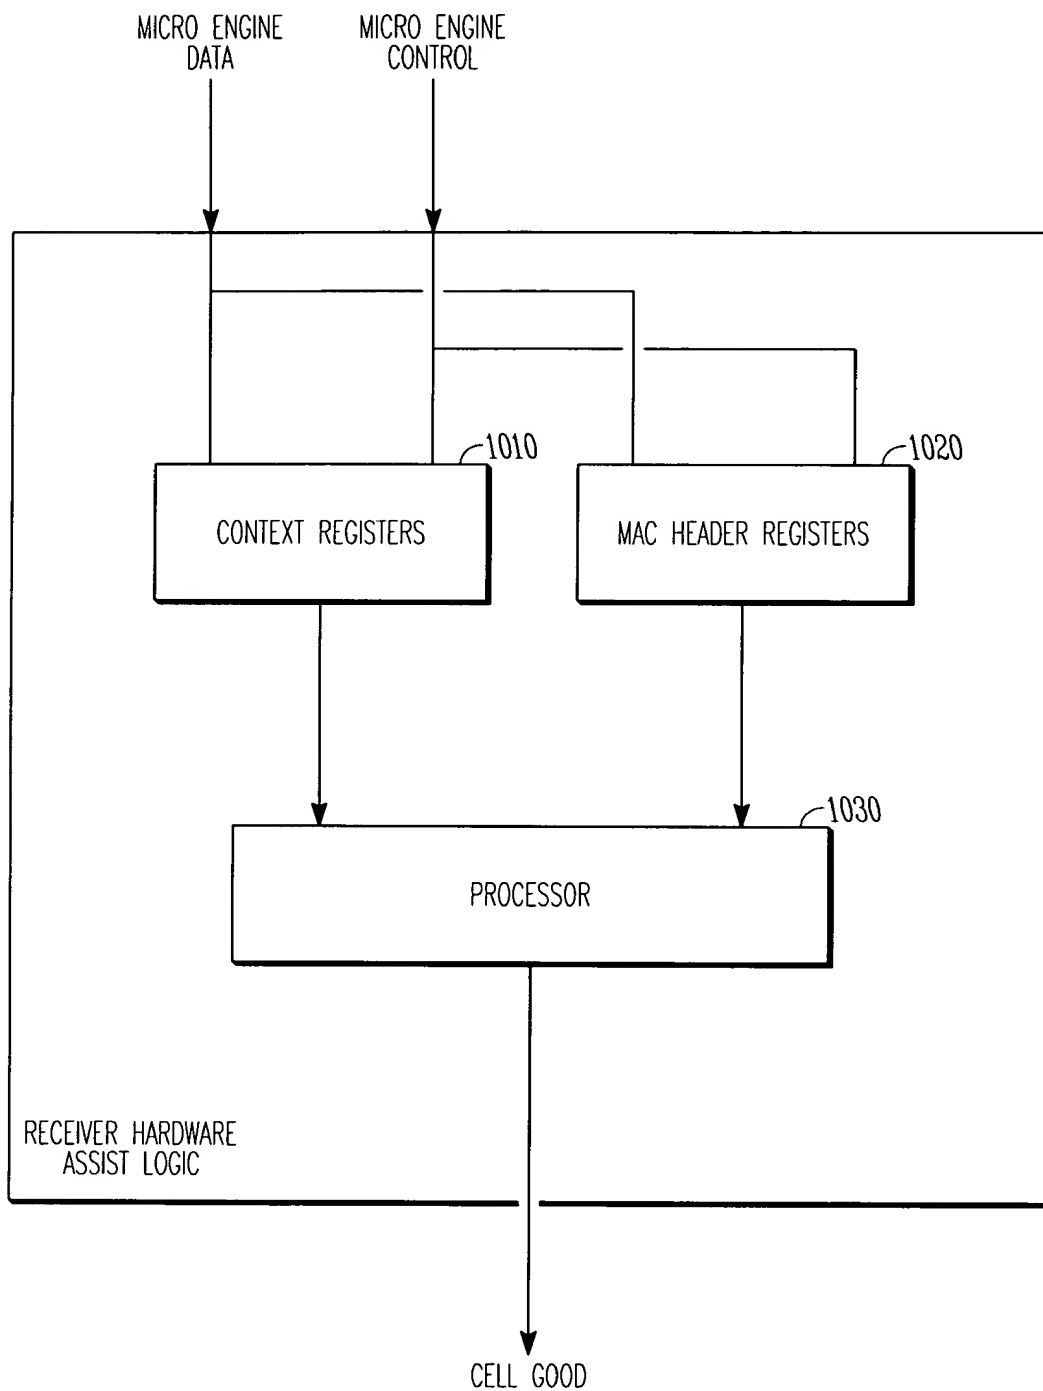 MICRO ENGINE
DATA
MICRO ENGINE
CONTROL
1010
CONTEXT REGISTERS
1020
MAC HEADER REGISTERS
1030
PROCESSOR
RECEIVER HARDWARE
ASSIST LOGIC
CELL GOOD